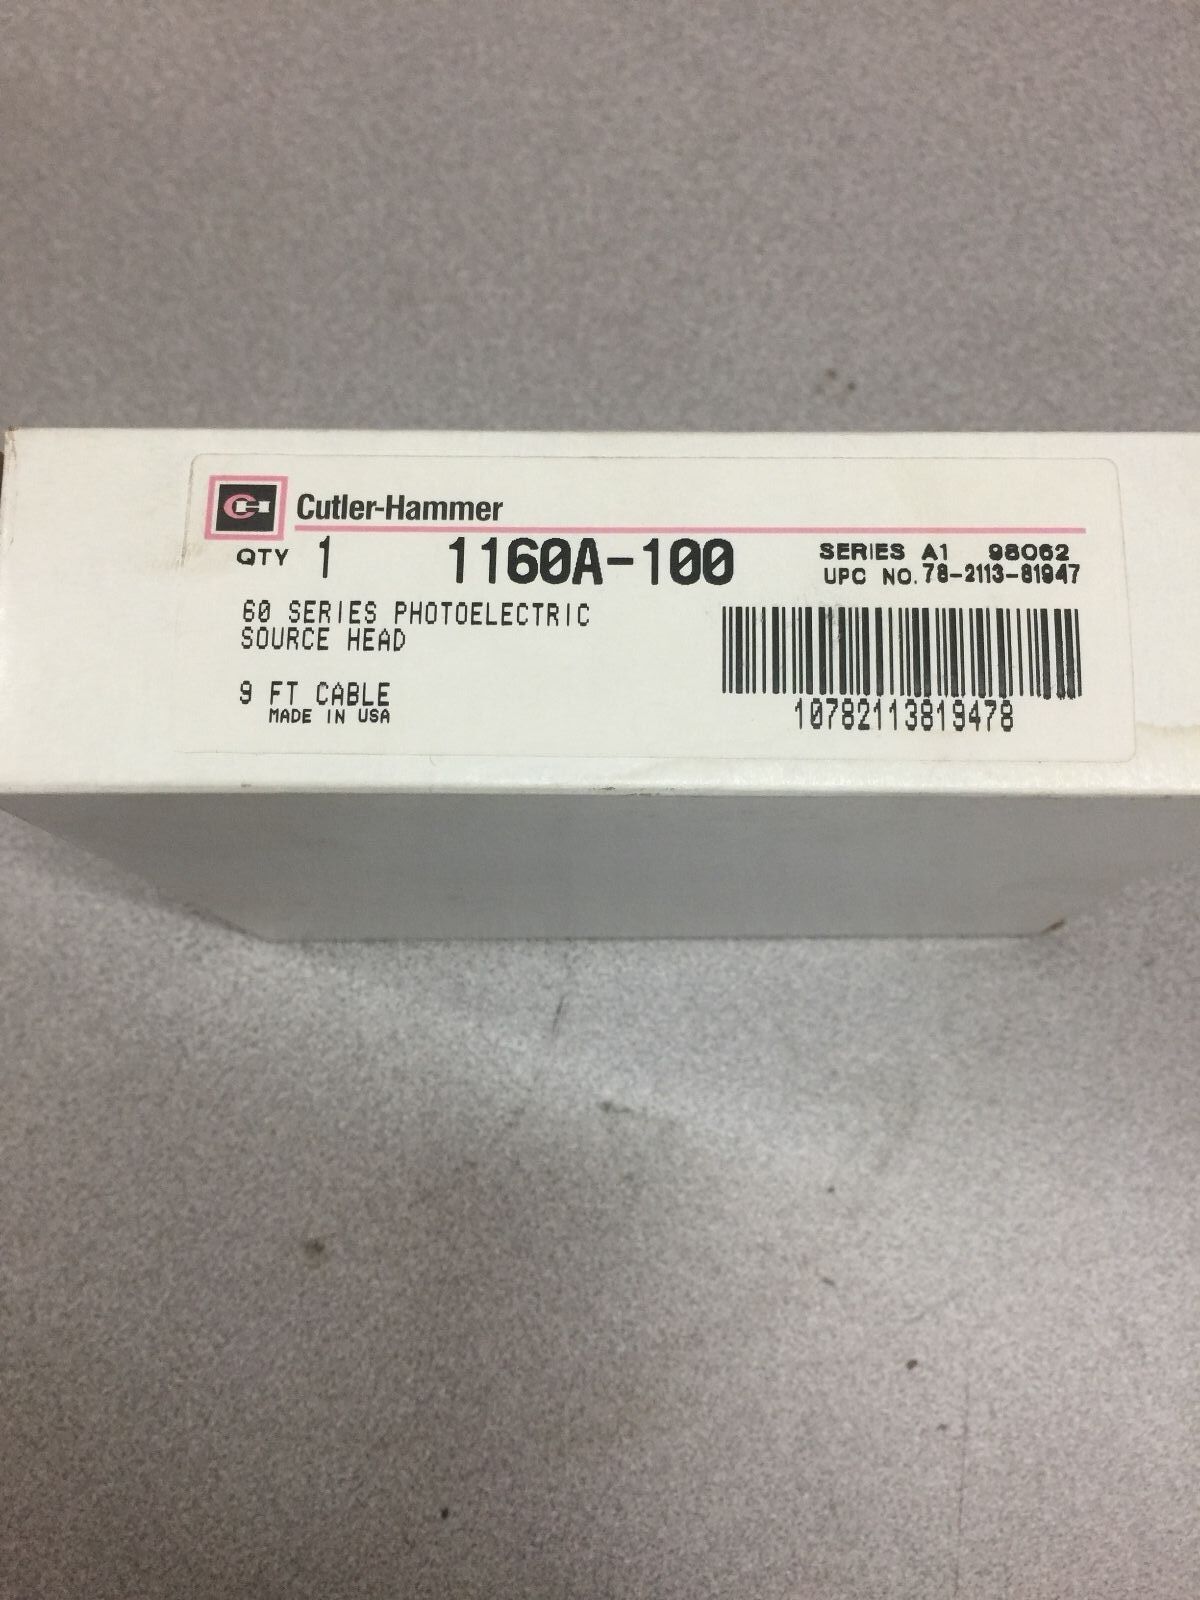 CH Cutler-Hammer
QTY 1 1160A-100 SERIES A1 98062
UPC NO. 78-2113-81947
60 SERIES PHOTOELECTRIC
SOURCE HEAD
9 FT CABLE
MADE IN USA
10782113819478